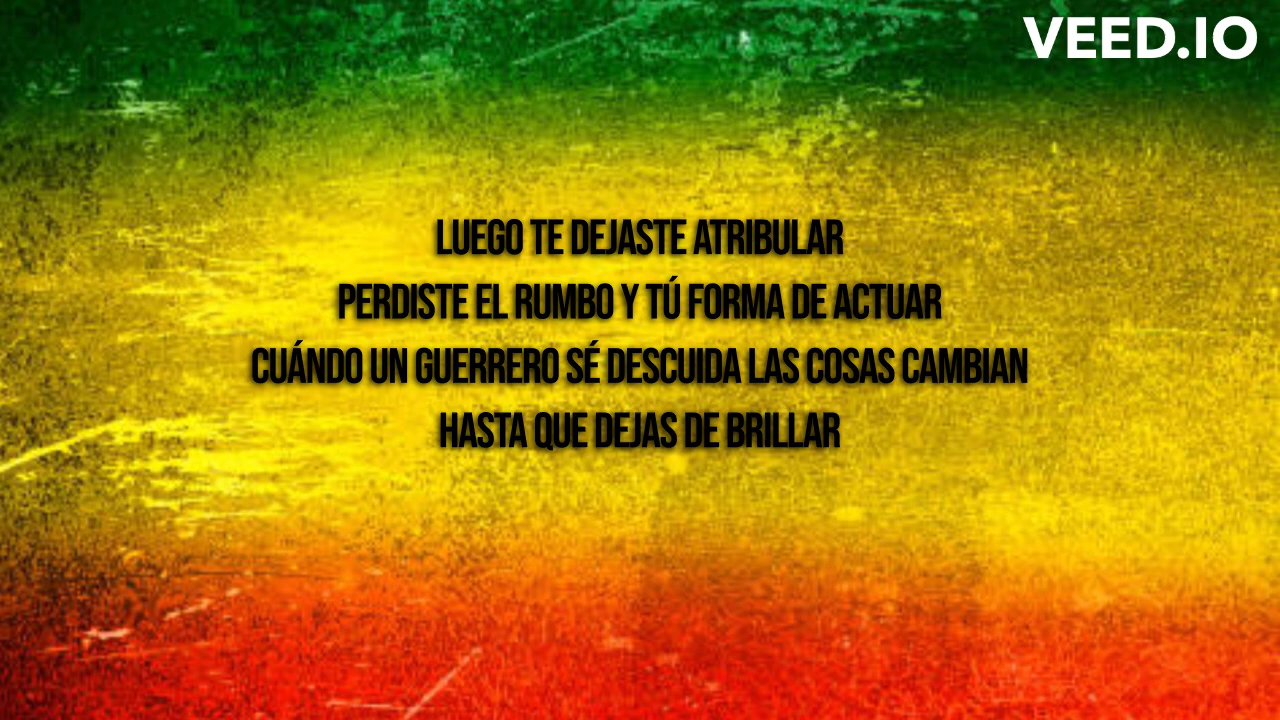 VEED.IO
LUEGO TE DEJASTE ATRIBULAR
PERDISTE EL RUMBO Y TÚ FORMA DE ACTUAR
CUÁNDO UN GUERRERO SÉ DESCUIDA LAS COSAS CAMBIAN
HASTA QUE DEJAS DE BRILLAR